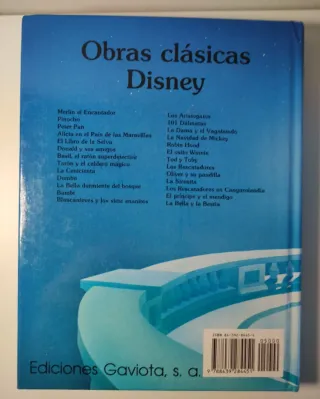 Obras clásicas
Disney
Merlín el Encantador
Pinocho
Peter Pan
Alicia en el País de las Maravillas
El Libro de la Selva
Donald y sus amigos
Basil, el ratón superdetective
Tarón y el caldero mágico
La Cenicienta
Dumbo
La Bella durmiente del bosque
Bambi
Blancanieves y los siete enanitos
Los Aristogatos
101 Dálmatas
La Dama y el Vagabundo
La Navidad de Mickey
Robin Hood
El osito Winnie
Tod y Toby
Los Rescatadores
Oliver y su pandilla
La Sirenita
Los Rescatadores en Cangurolandia
El príncipe y el mendigo
La Bella y la Bestia
Ediciones Gaviota, s. a.
05000